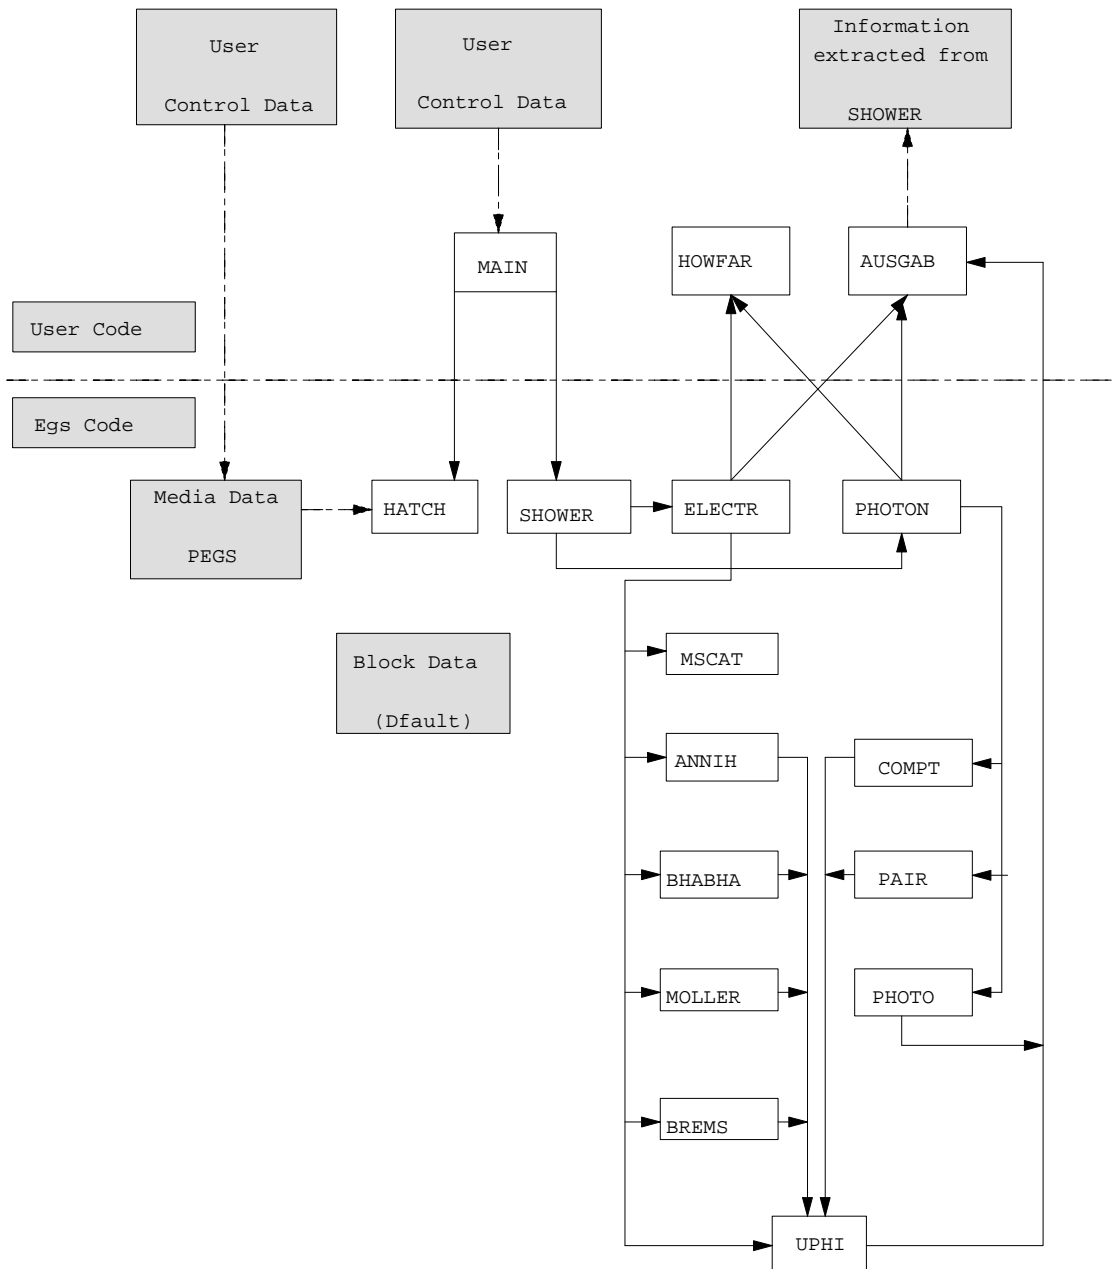 User
Control Data
User
Control Data
Information
extracted from
SHOWER
MAIN
HOWFAR
AUSGAB
User Code
Egs Code
Media Data
PEGS
HATCH
SHOWER
ELECTR
PHOTON
Block Data
(Dfault)
MSCAT
ANNIH
COMPT
BHABHA
PAIR
MOLLER
PHOTO
BREMS
UPHI